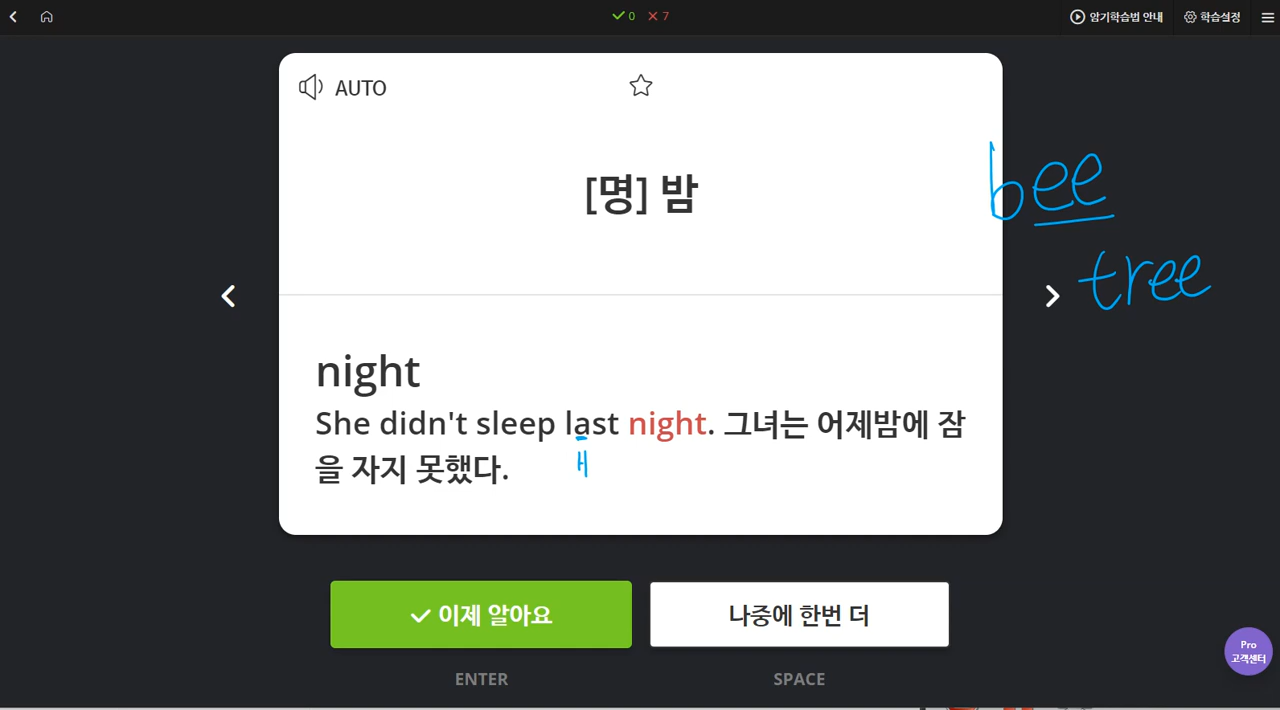 0 7 암기학습법 안내 학습설정
AUTO
[명] 밤
bee
tree
night
She didn't sleep last night. 그녀는 어제밤에 잠
을 자지 못했다.
ㅐ
이제 알아요 나중에 한번 더
ENTER SPACE
Pro
고객센터